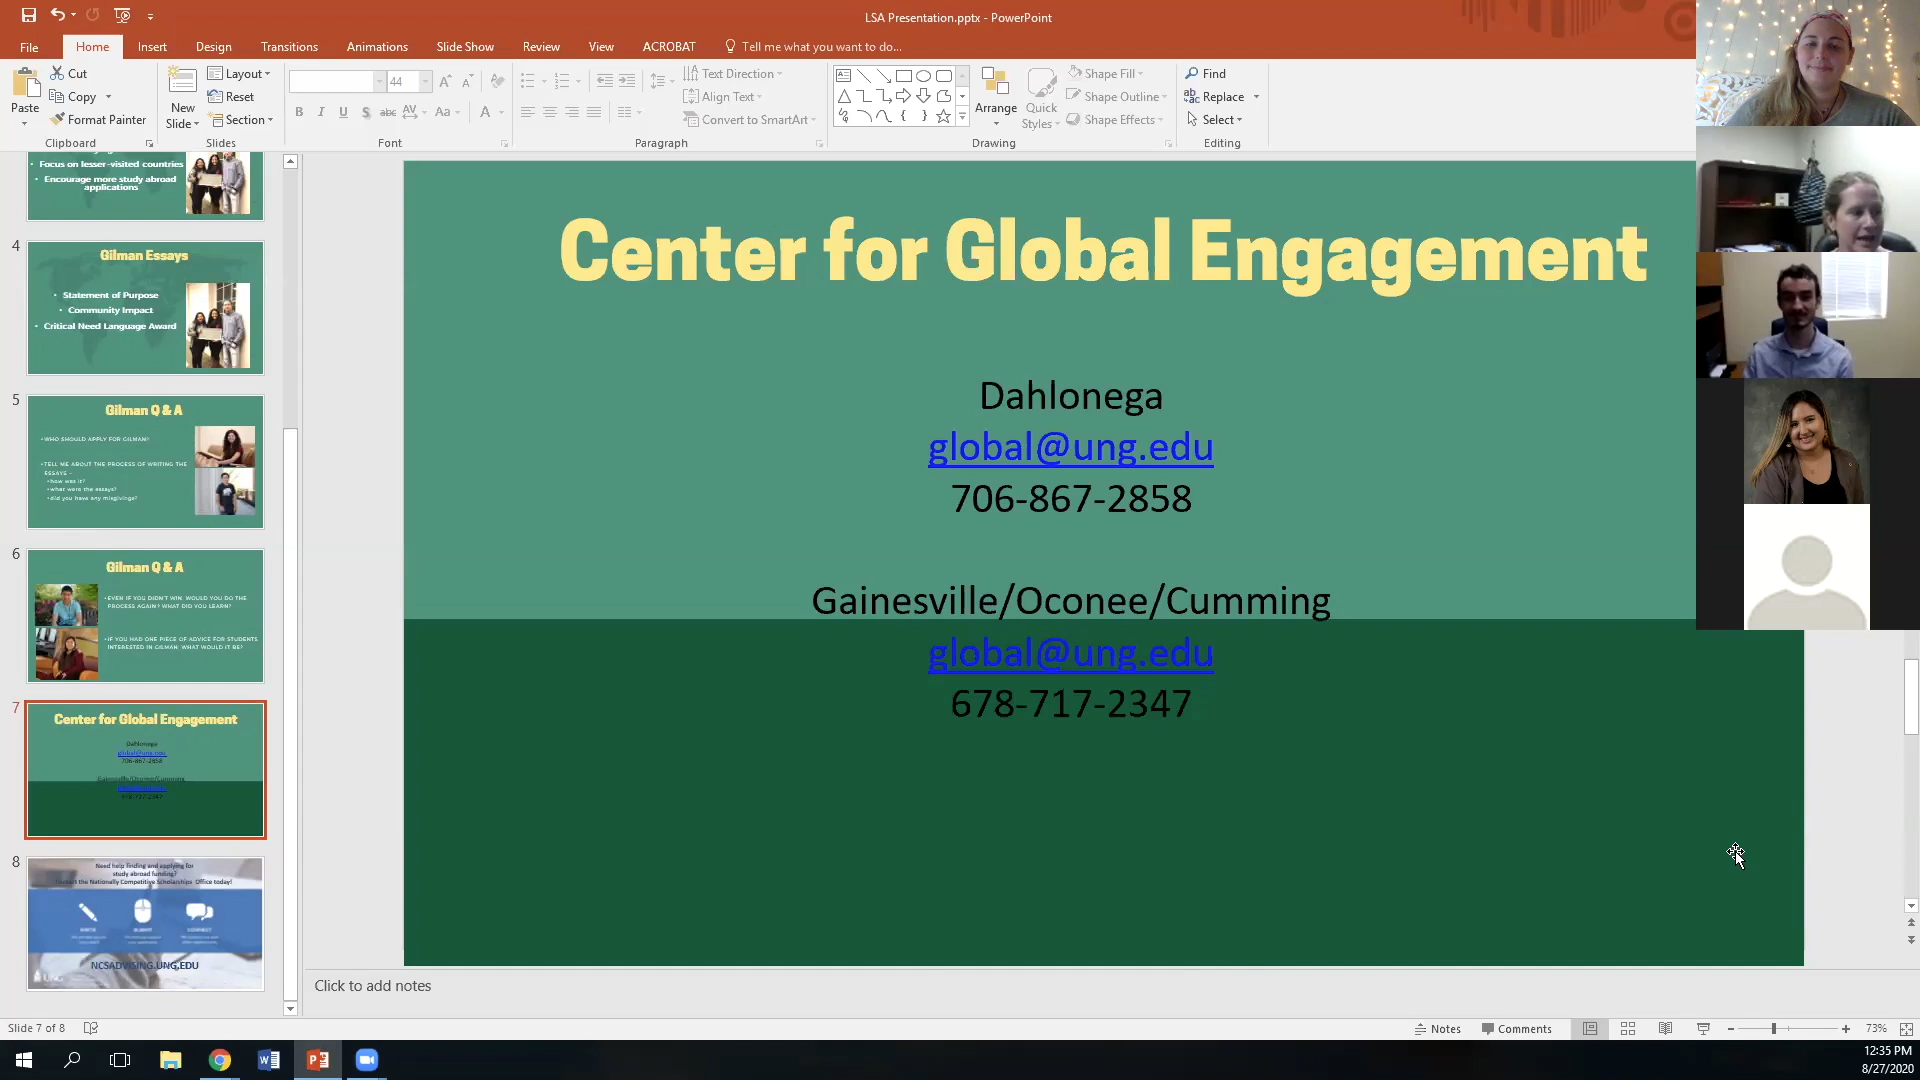 LSA Presentation.pptx - PowerPoint
File
Home
Insert
Design
Transitions
Animations
Slide Show
Review
View
ACROBAT
Tell me what you want to do...
Paste
Cut
Copy
Format Painter
Clipboard
New Slide
Layout
Reset
Section
Slides
44
B I U S abc AV Aa A
Font
Text Direction
Align Text
Convert to SmartArt
Paragraph
Arrange
Quick Styles
Shape Fill
Shape Outline
Shape Effects
Drawing
Find
Replace
Select
Editing
• Focus on lesser-visited countries
• Encourage more study abroad
applications
4
Gilman Essays
• Statement of Purpose
• Community Impact
• Critical Need Language Award
5
Gilman Q & A
• WHO SHOULD APPLY FOR GILMAN?
• TELL ME ABOUT THE PROCESS OF WRITING THE
ESSAYS –
• how was it?
• what were the essays?
• did you have any misgivings?
6
Gilman Q & A
• EVEN IF YOU DIDN'T WIN, WOULD YOU DO THE
PROCESS AGAIN? WHAT DID YOU LEARN?
• IF YOU HAD ONE PIECE OF ADVICE FOR STUDENTS
INTERESTED IN GILMAN, WHAT WOULD IT BE?
7
Center for Global Engagement
Dahlonega
global@ung.edu
706-867-2858
Gainesville/Oconee/Cumming
global@ung.edu
678-717-2347
8
Need help finding and applying for
study abroad funding?
the Nationally Competitive Scholarships Office today!
CONNECT
NCSADVISING.UNG.EDU
Center for Global Engagement
Dahlonega
global@ung.edu
706-867-2858
Gainesville/Oconee/Cumming
global@ung.edu
678-717-2347
Click to add notes
Slide 7 of 8
Notes
Comments
73%
12:35 PM
8/27/2020